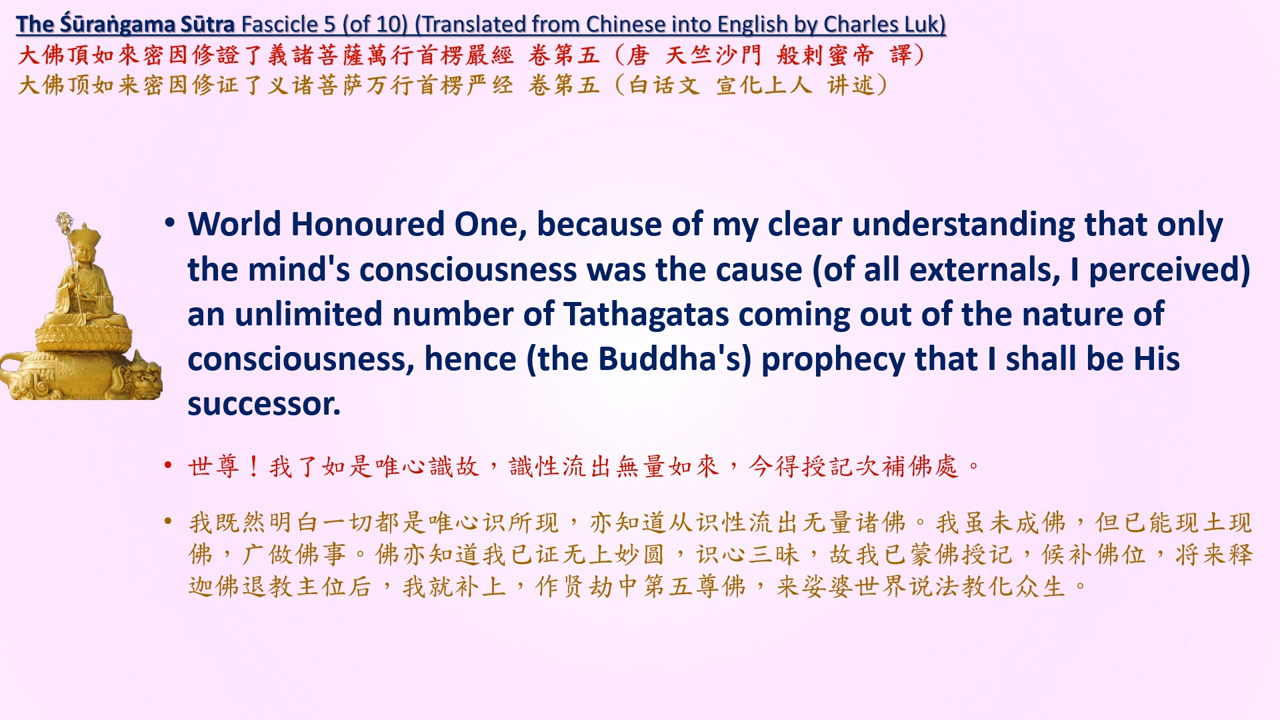 The Śūraṅgama Sūtra Fascicle 5 (of 10) (Translated from Chinese into English by Charles Luk)
大佛頂如來密因修證了義諸菩薩萬行首楞嚴經 卷第五（唐 天竺沙門 般剌蜜帝 譯）
大佛顶如来密因修证了义诸菩萨万行首楞严经 卷第五（白话文 宣化上人 讲述）
• World Honoured One, because of my clear understanding that only
the mind's consciousness was the cause (of all externals, I perceived)
an unlimited number of Tathagatas coming out of the nature of
consciousness, hence (the Buddha's) prophecy that I shall be His
successor.
• 世尊！我了如是唯心識故，識性流出無量如來，今得授記次補佛處。
• 我既然明白一切都是唯心识所现，亦知道从识性流出无量诸佛。我虽未成佛，但已能现土现
佛，广做佛事。佛亦知道我已证无上妙圆，识心三昧，故我已蒙佛授记，候补佛位，将来释
迦佛退教主位后，我就补上，作贤劫中第五尊佛，来娑婆世界说法教化众生。